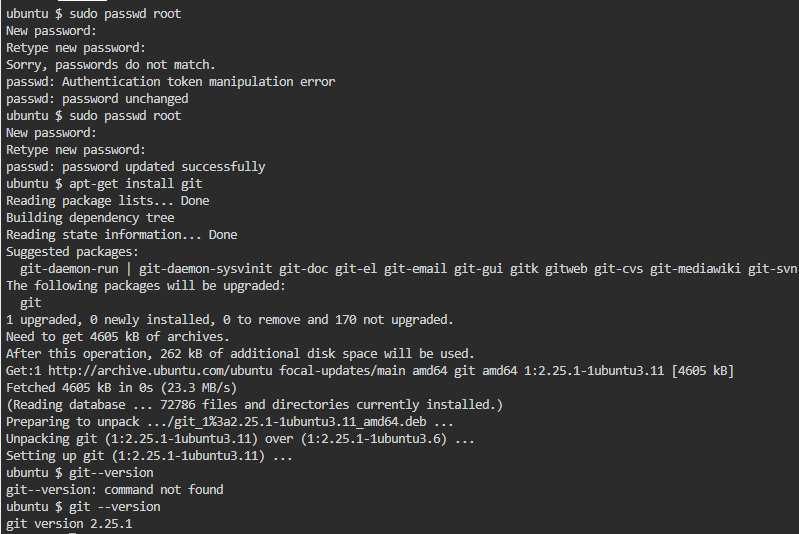 ubuntu $ sudo passwd root
New password:
Retype new password:
Sorry, passwords do not match.
passwd: Authentication token manipulation error
passwd: password unchanged
ubuntu $ sudo passwd root
New password:
Retype new password:
passwd: password updated successfully
ubuntu $ apt-get install git
Reading package lists... Done
Building dependency tree
Reading state information... Done
Suggested packages:
  git-daemon-run | git-daemon-sysvinit git-doc git-el git-email git-gui gitk gitweb git-cvs git-mediawiki git-svn
The following packages will be upgraded:
  git
1 upgraded, 0 newly installed, 0 to remove and 170 not upgraded.
Need to get 4605 kB of archives.
After this operation, 262 kB of additional disk space will be used.
Get:1 http://archive.ubuntu.com/ubuntu focal-updates/main amd64 git amd64 1:2.25.1-1ubuntu3.11 [4605 kB]
Fetched 4605 kB in 0s (23.3 MB/s)
(Reading database ... 72786 files and directories currently installed.)
Preparing to unpack .../git_1%3a2.25.1-1ubuntu3.11_amd64.deb ...
Unpacking git (1:2.25.1-1ubuntu3.11) over (1:2.25.1-1ubuntu3.6) ...
Setting up git (1:2.25.1-1ubuntu3.11) ...
ubuntu $ git--version
git--version: command not found
ubuntu $ git --version
git version 2.25.1